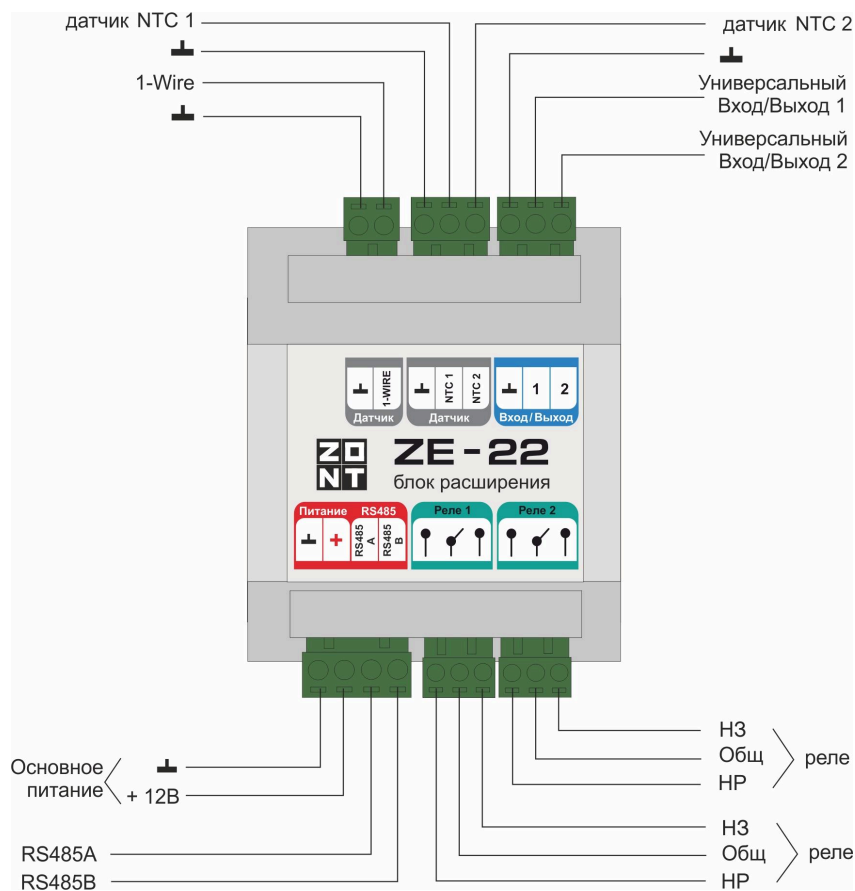 датчик NTC 1
датчик NTC 2
1-Wire
Универсальный
Вход/Выход 1
Универсальный
Вход/Выход 2
1-WIRE
Датчик
NTC 1
NTC 2
Датчик
1
2
Вход/Выход
ZONT
ZE-22
блок расширения
Питание
RS485
+
RS485
A
RS485
B
Реле 1
Реле 2
Основное
питание
+ 12В
RS485A
RS485B
НЗ
Общ
НР
реле
НЗ
Общ
НР
реле